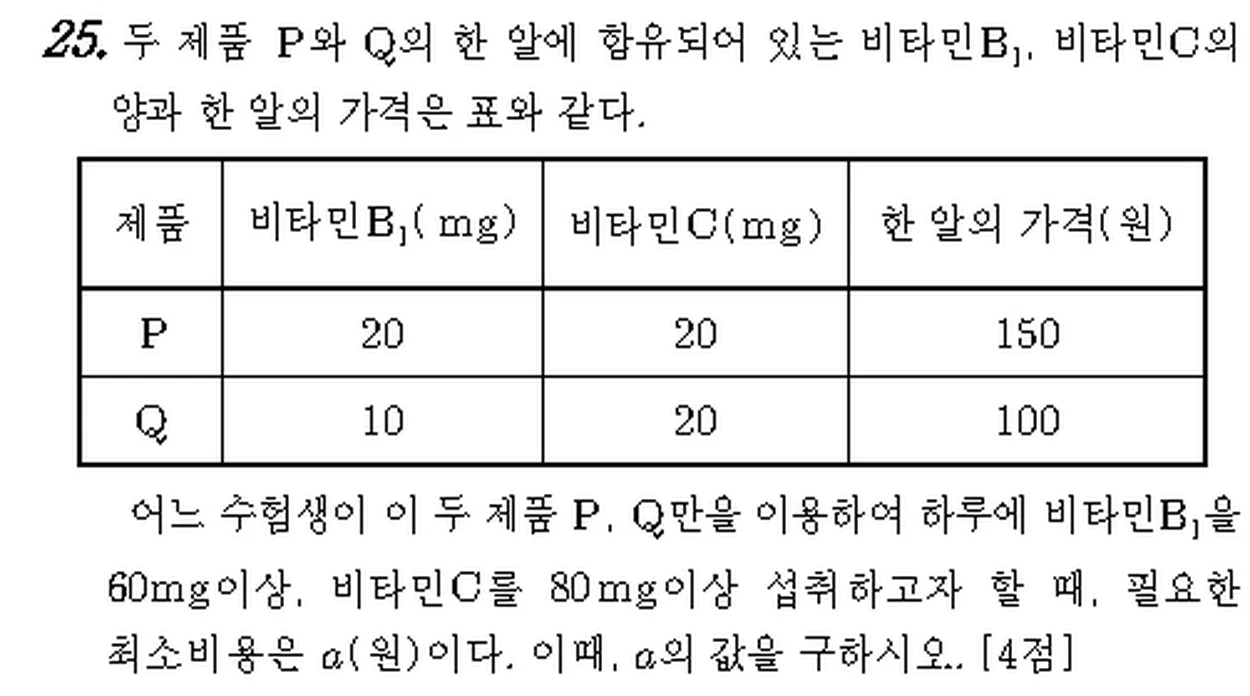 25. 두 제품 P와 Q의 한 알에 함유되어 있는 비타민B₁, 비타민C의
양과 한 알의 가격은 표와 같다.
제품 비타민B₁( mg) 비타민C(mg) 한 알의 가격(원)
P 20 20 150
Q 10 20 100
어느 수험생이 이 두 제품 P, Q만을 이용하여 하루에 비타민B₁을
60mg이상, 비타민C를 80mg이상 섭취하고자 할 때, 필요한
최소비용은 a(원)이다. 이때, a의 값을 구하시오.. [4점]